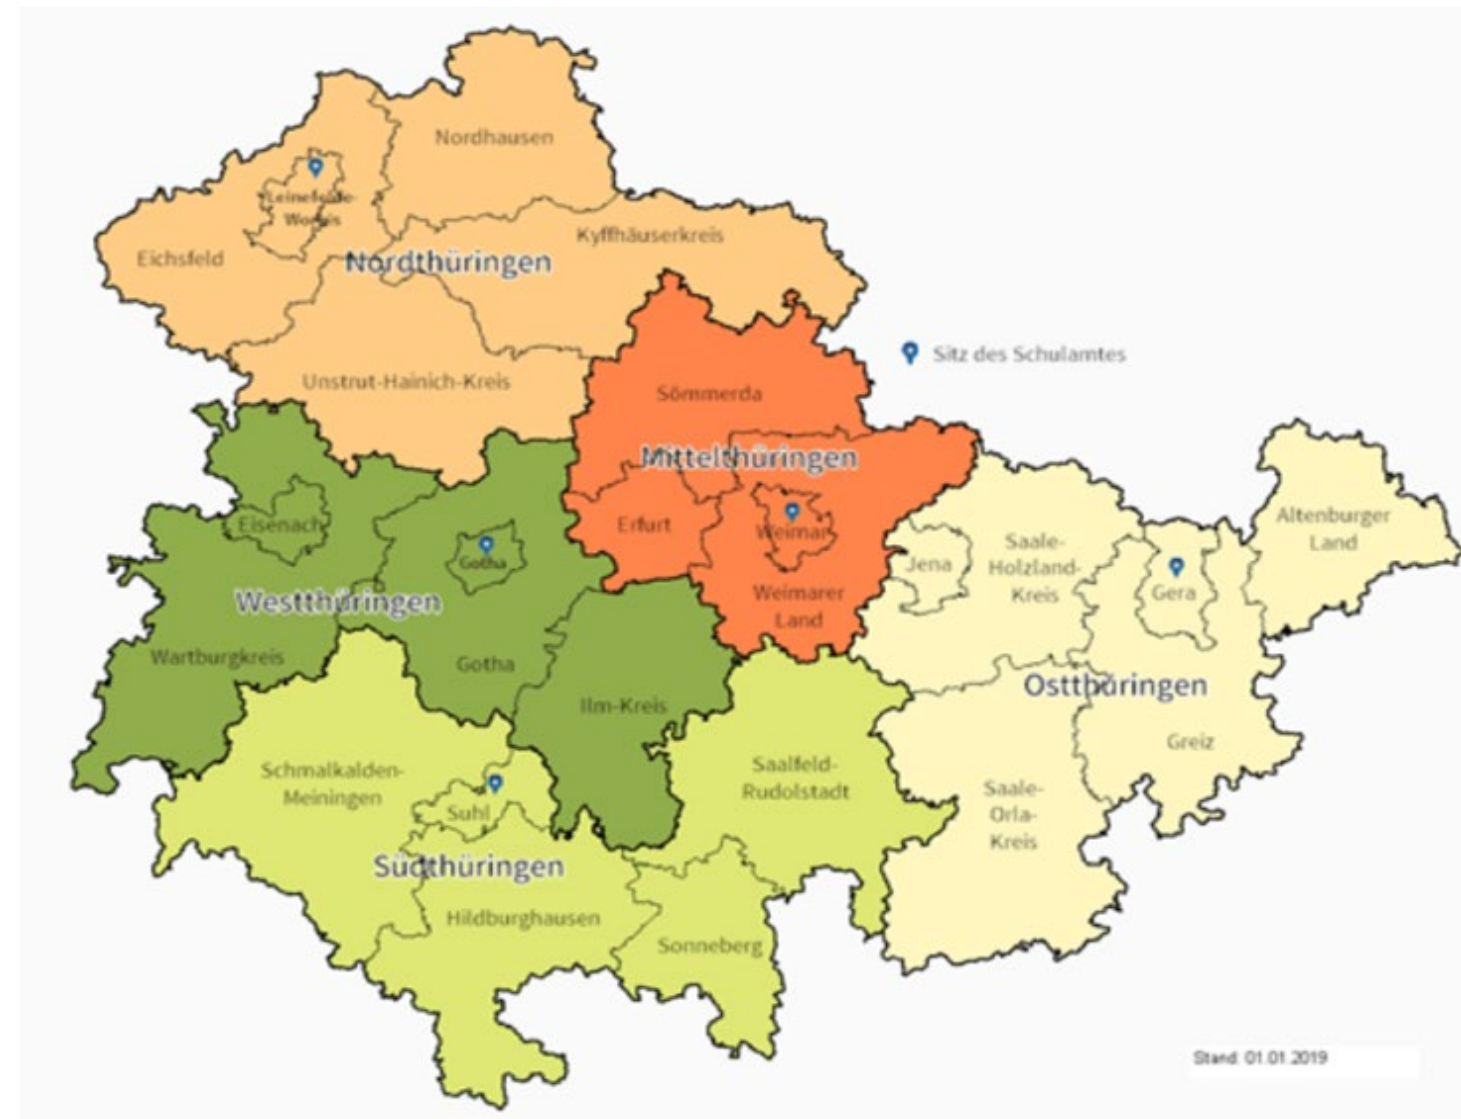 Nordhausen
Leinefelde-
Worbis
Kyffhäuserkreis
Eichsfeld
Nordthüringen
Sitz des Schulamtes
Unstrut-Hainich-Kreis
Sömmerda
Mittelthüringen
Eisenach
Erfurt
Weimar
Altenburger
Land
Gotha
Jena
Saale-
Holzland-
Kreis
Gera
Westthüringen
Weimarer
Land
Wartburgkreis
Gotha
Ostthüringen
Ilm-Kreis
Greiz
Schmalkalden-
Meiningen
Saalfeld-
Rudolstadt
Saale-
Orla-
Kreis
Suhl
Südthüringen
Hildburghausen
Sonneberg
Stand: 01.01.2019